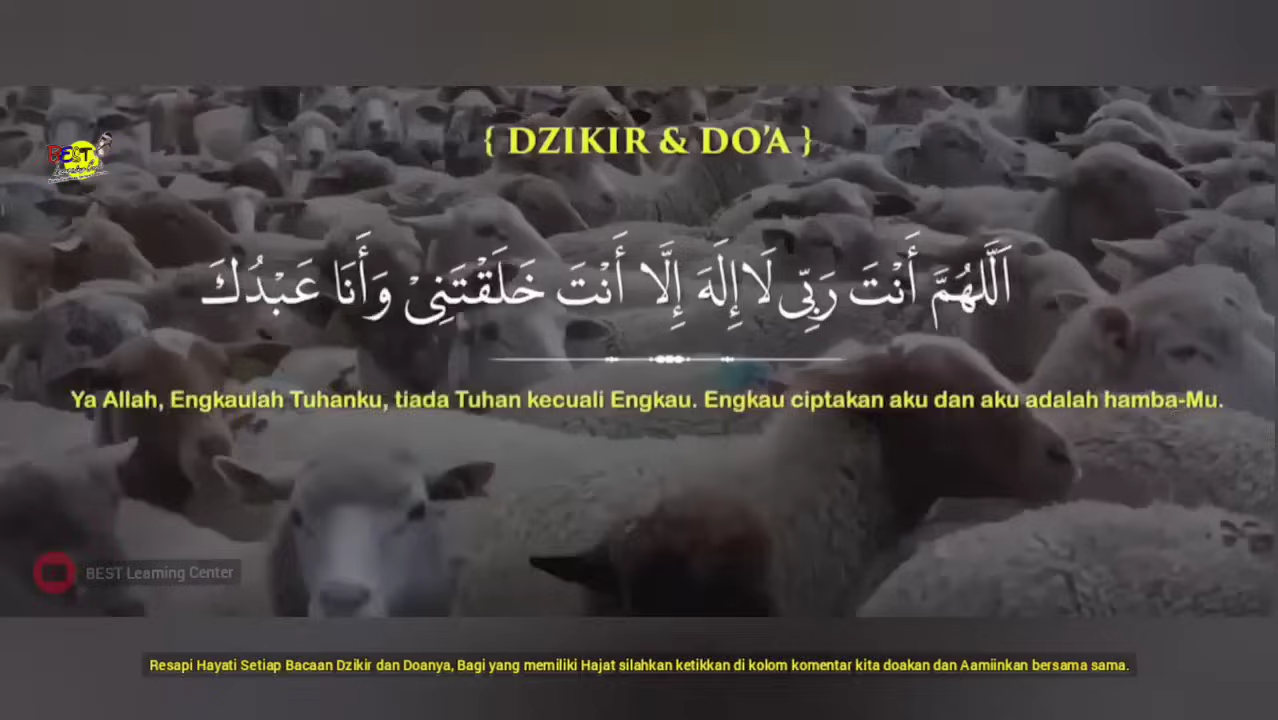 { DZIKIR & DO'A }
BEST
اَللَّهُمَّ أَنْتَ رَبِّى لَا إِلَهَ إِلَّا أَنْتَ خَلَقْتَنِىْ وَأَنَا عَبْدُكَ
Ya Allah, Engkaulah Tuhanku, tiada Tuhan kecuali Engkau. Engkau ciptakan aku dan aku adalah hamba-Mu.
BEST Learning Center
Resapi Hayati Setiap Bacaan Dzikir dan Doanya, Bagi yang memiliki Hajat silahkan ketikkan di kolom komentar kita doakan dan Aamiinkan bersama sama.